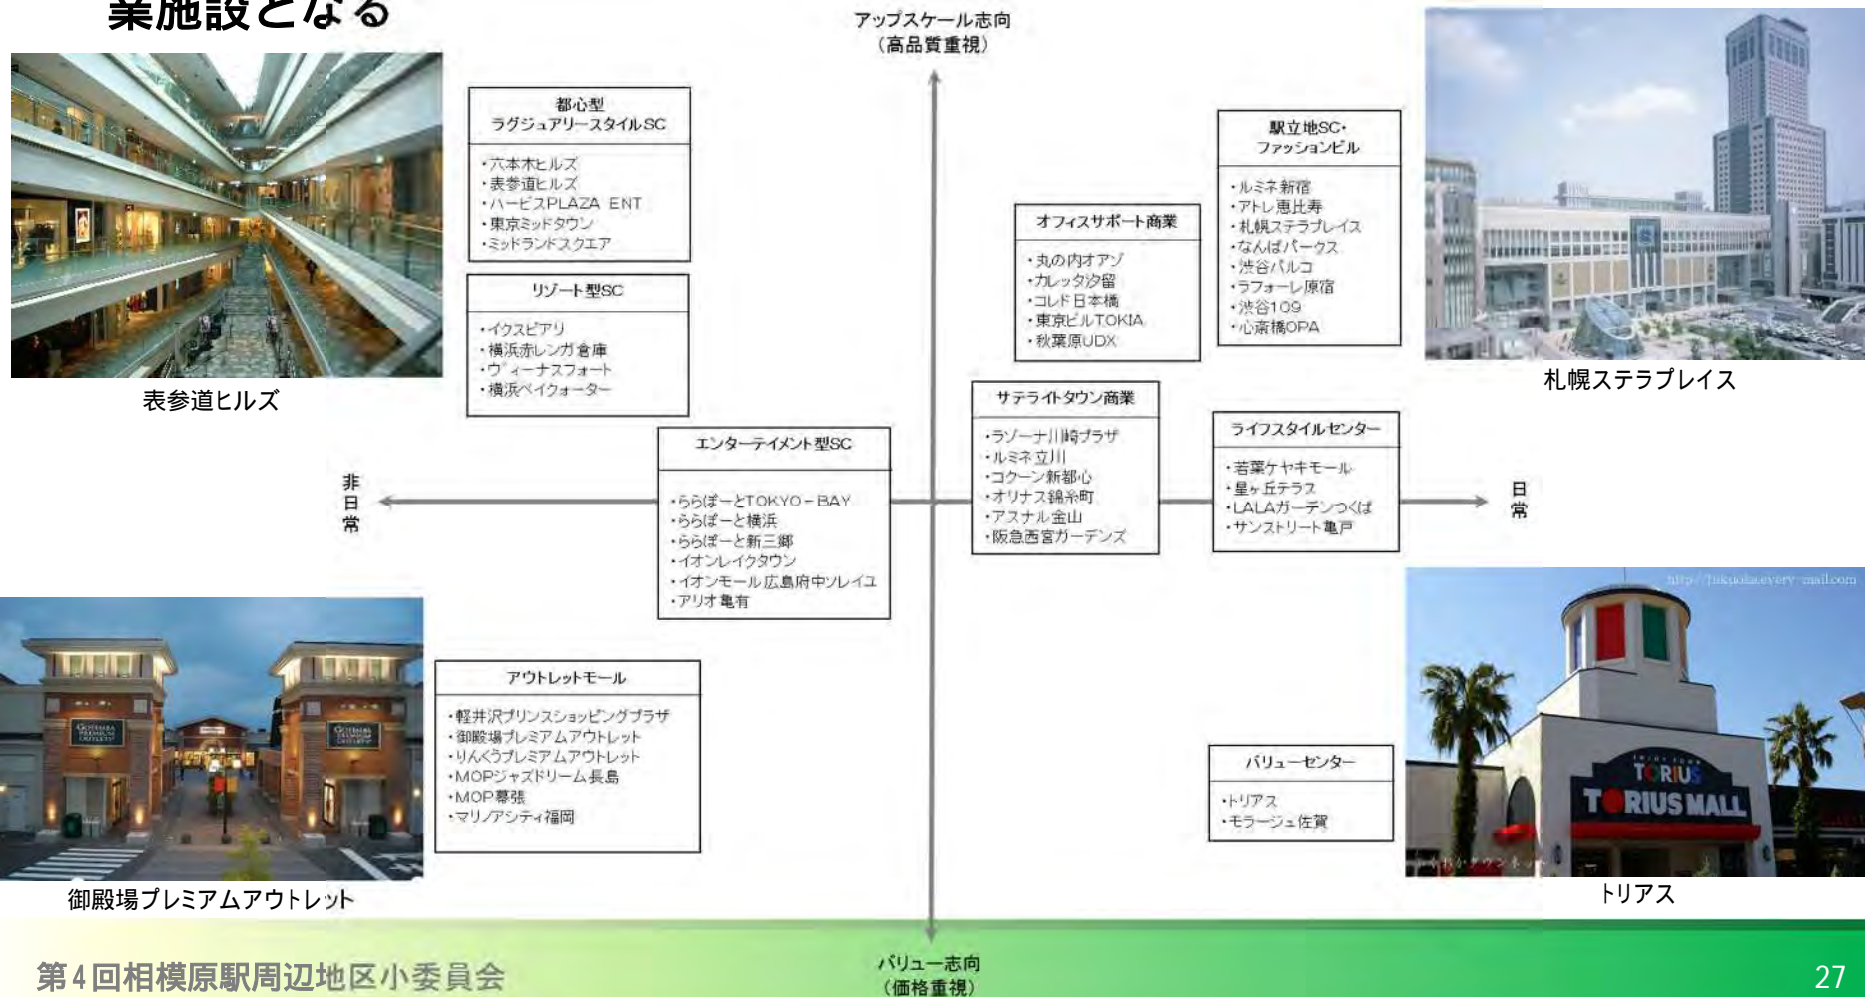 業施設となる
アップスケール志向
（高品質重視）
都心型
ラグジュアリースタイルSC
・六本木ヒルズ
・表参道ヒルズ
・ハービスPLAZA ENT
・東京ミッドタウン
・ミッドランドスクエア
リゾート型SC
・イクスピアリ
・横浜赤レンガ倉庫
・ヴィーナスフォート
・横浜ベイクォーター
表参道ヒルズ
オフィスサポート商業
・丸の内オアゾ
・カレッタ汐留
・コレド日本橋
・東京ビルTOKIA
・秋葉原UDX
駅立地SC・
ファッションビル
・ルミネ新宿
・アトレ恵比寿
・札幌ステラプレイス
・なんばパークス
・渋谷パルコ
・ラフォーレ原宿
・渋谷109
・心斎橋OPA
札幌ステラプレイス
非日常
エンターテイメント型SC
・ららぽーとTOKYO－BAY
・ららぽーと横浜
・ららぽーと新三郷
・イオンレイクタウン
・イオンモール広島府中ソレイユ
・アリオ亀有
サテライトタウン商業
・ラゾーナ川崎プラザ
・ルミネ立川
・コクーン新都心
・オリナス錦糸町
・アスナル金山
・阪急西宮ガーデンズ
ライフスタイルセンター
・若葉ケヤキモール
・星ヶ丘テラス
・LALAガーデンつくば
・サンストリート亀戸
日常
GOTEMBA
PREMIUM
OUTLETS
GOTEMBA
PREMIUM
OUTLETS
御殿場プレミアムアウトレット
アウトレットモール
・軽井沢プリンスショッピングプラザ
・御殿場プレミアムアウトレット
・りんくうプレミアムアウトレット
・MOPジャズドリーム長島
・MOP幕張
・マリノアシティ福岡
バリューセンター
・トリアス
・モラージュ佐賀
TORIUS
TORIUS MALL
トリアス
バリュー志向
（価格重視）
第4回相模原駅周辺地区小委員会
27